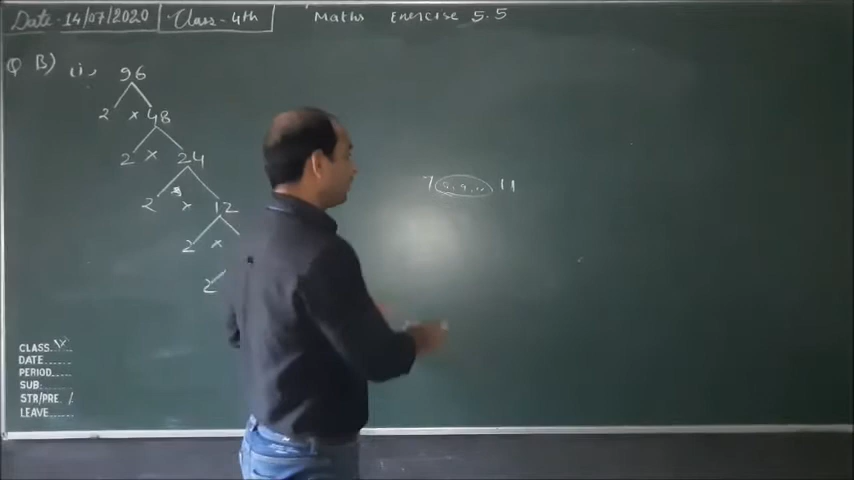 Date - 14/07/2020 Class - 4th Maths Exercise 5.5
Q B) (i) 96
2 x 48
2 x 24
2 x 12
2 x
2
7 11
CLASS IV
DATE
PERIOD
SUB
STR/PRE. /
LEAVE